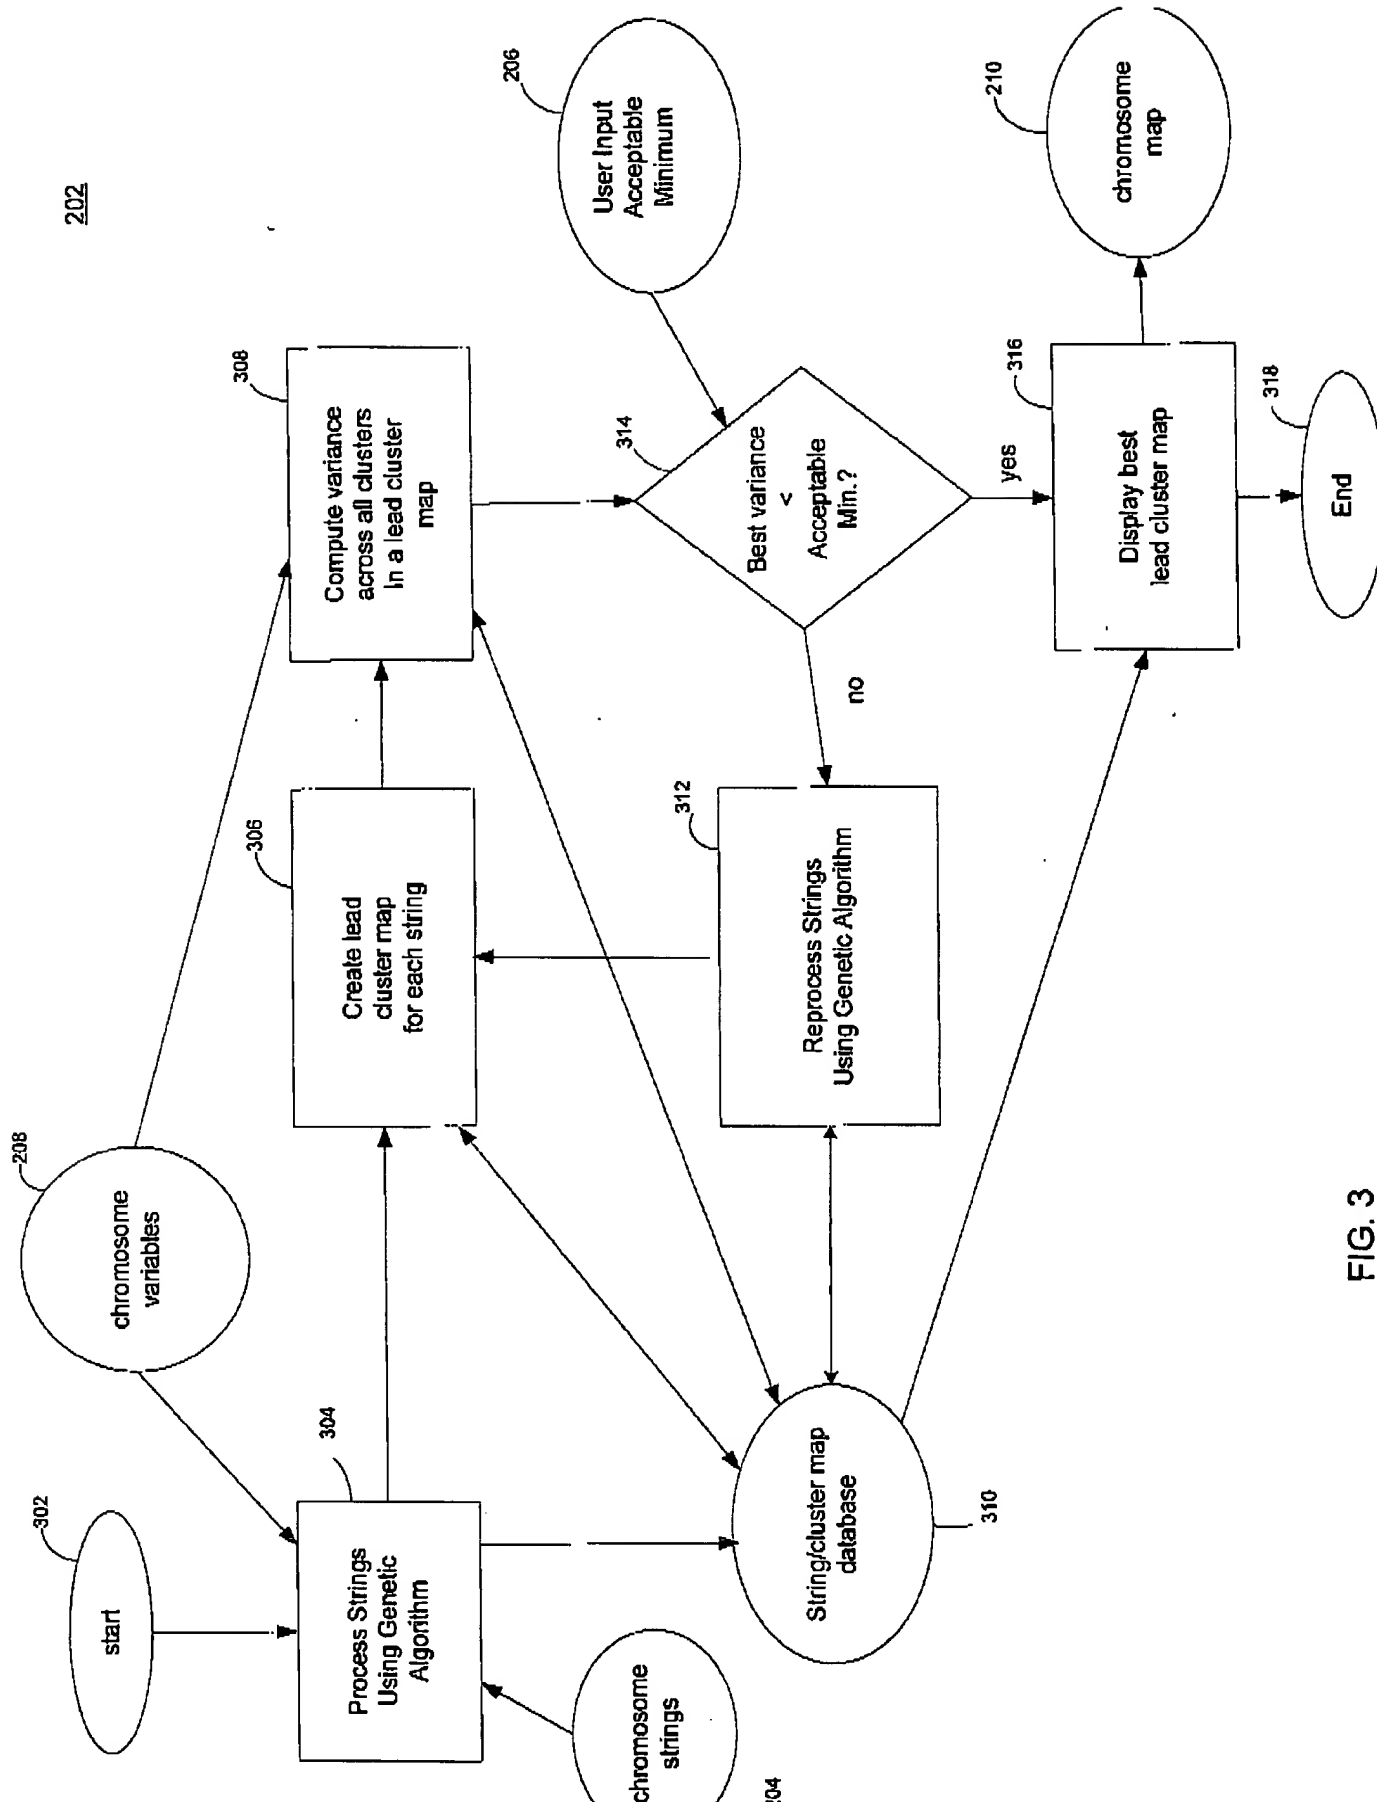 202
302
start
208
chromosome
variables
304
Process Strings
Using Genetic
Algorithm
chromosome
strings
306
Create lead
cluster map
for each string
308
Compute variance
across all clusters
In a lead cluster
map
206
User Input
Acceptable
Minimum
314
Best variance
<
Acceptable
Min.?
no
yes
312
Reprocess Strings
Using Genetic Algorithm
String/cluster map
database
310
316
Display best
lead cluster map
210
chromosome
map
318
End
FIG. 3